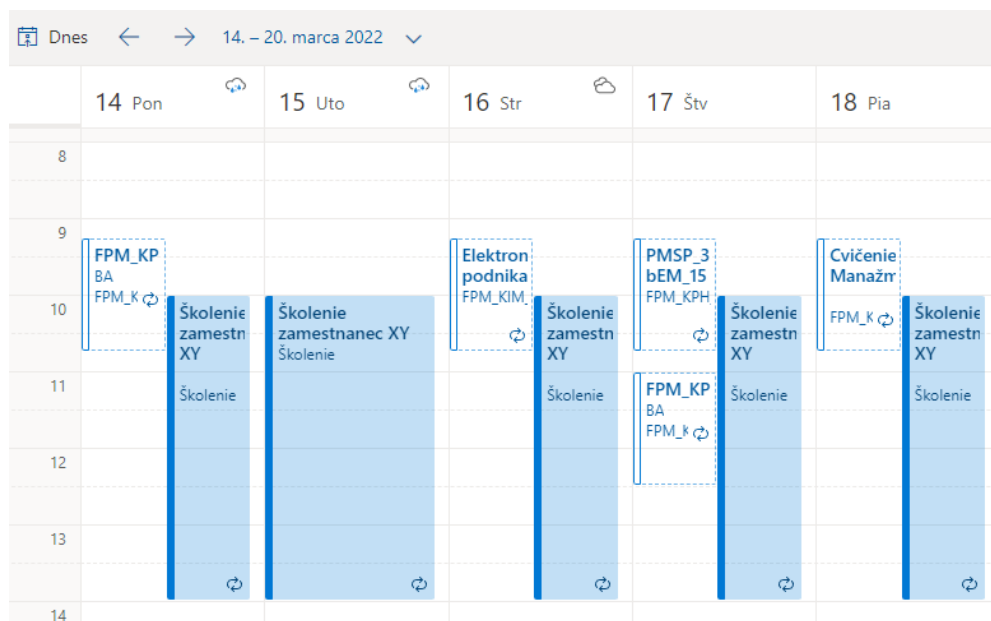 Dnes
14. – 20. marca 2022
14 Pon
15 Uto
16 Str
17 Štv
18 Pia
8
9
10
11
12
13
14
FPM_KP
BA
FPM_K
Školenie
zamestn
XY
Školenie
Školenie
zamestnanec XY
Školenie
Elektron
podnika
FPM_KIM_
Školenie
zamestn
XY
Školenie
PMSP_3
bEM_15
FPM_KPH
FPM_KP
BA
FPM_K
Školenie
zamestn
XY
Školenie
Cvičenie
Manažm
FPM_K
Školenie
zamestn
XY
Školenie